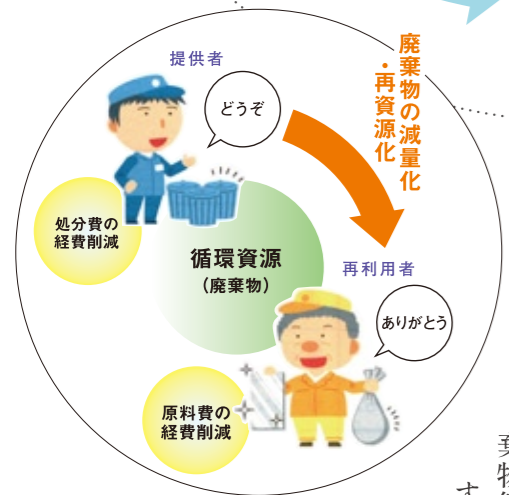 提供者
どうぞ
廃棄物の減量化
・再資源化
処分費の
経費削減
循環資源
(廃棄物)
再利用者
ありがとう
原料費の
経費削減
す